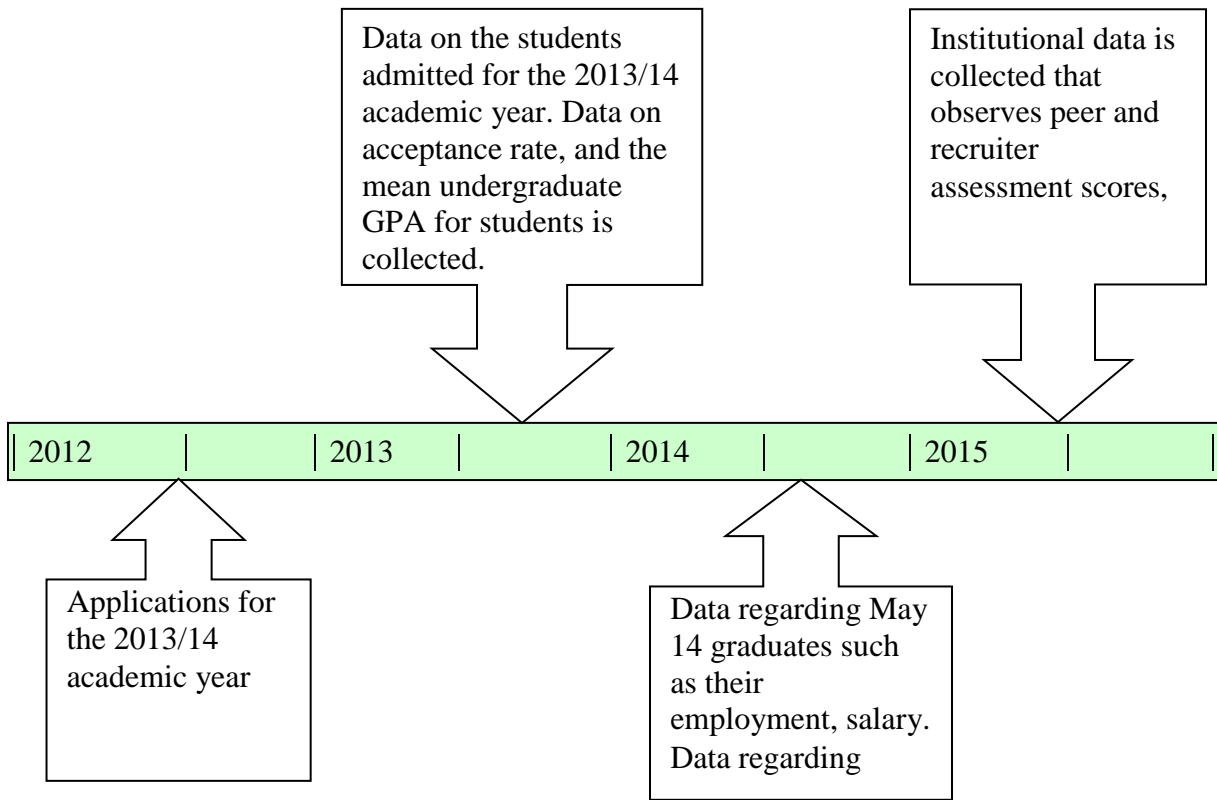 Data on the students
admitted for the 2013/14
academic year. Data on
acceptance rate, and the
mean undergraduate
GPA for students is
collected.
Institutional data is
collected that
observes peer and
recruiter
assessment scores,
2012 2013 2014 2015
Applications for
the 2013/14
academic year
Data regarding May
14 graduates such
as their
employment, salary.
Data regarding